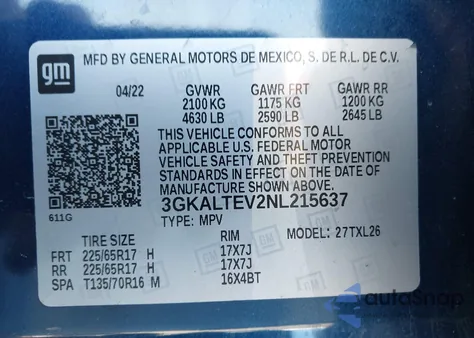 gm
MFD BY GENERAL MOTORS DE MEXICO, S. DE R.L. DE C.V.
04/22 GVWR GAWR FRT GAWR RR
2100 KG 1175 KG 1200 KG
4630 LB 2590 LB 2645 LB
THIS VEHICLE CONFORMS TO ALL
APPLICABLE U.S. FEDERAL MOTOR
VEHICLE SAFETY AND THEFT PREVENTION
STANDARDS IN EFFECT ON THE DATE OF
MANUFACTURE SHOWN ABOVE.
611G
3GKALTEV2NL215637
TYPE: MPV MODEL: 27TXL26
TIRE SIZE RIM
FRT 225/65R17 H 17X7J
RR 225/65R17 H 17X7J
SPA T135/70R16 M 16X4BT
autoSnap